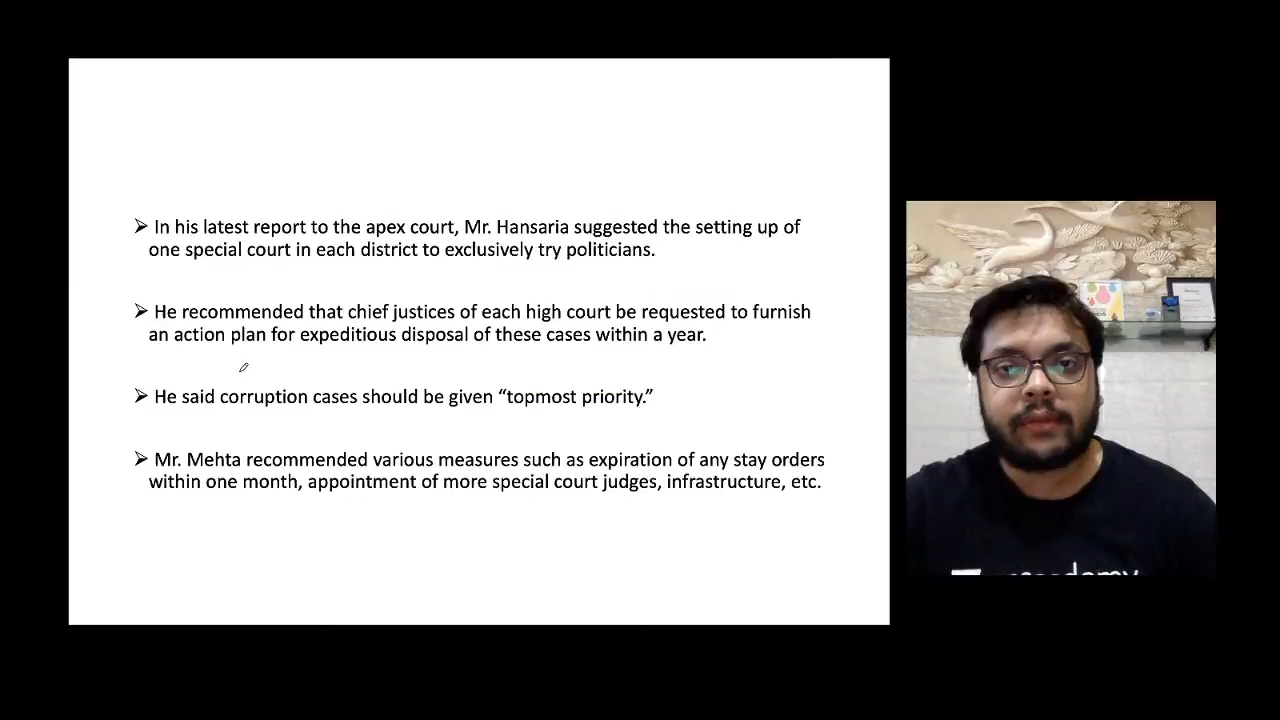 ➢ In his latest report to the apex court, Mr. Hansaria suggested the setting up of
one special court in each district to exclusively try politicians.
➢ He recommended that chief justices of each high court be requested to furnish
an action plan for expeditious disposal of these cases within a year.
➢ He said corruption cases should be given “topmost priority.”
➢ Mr. Mehta recommended various measures such as expiration of any stay orders
within one month, appointment of more special court judges, infrastructure, etc.